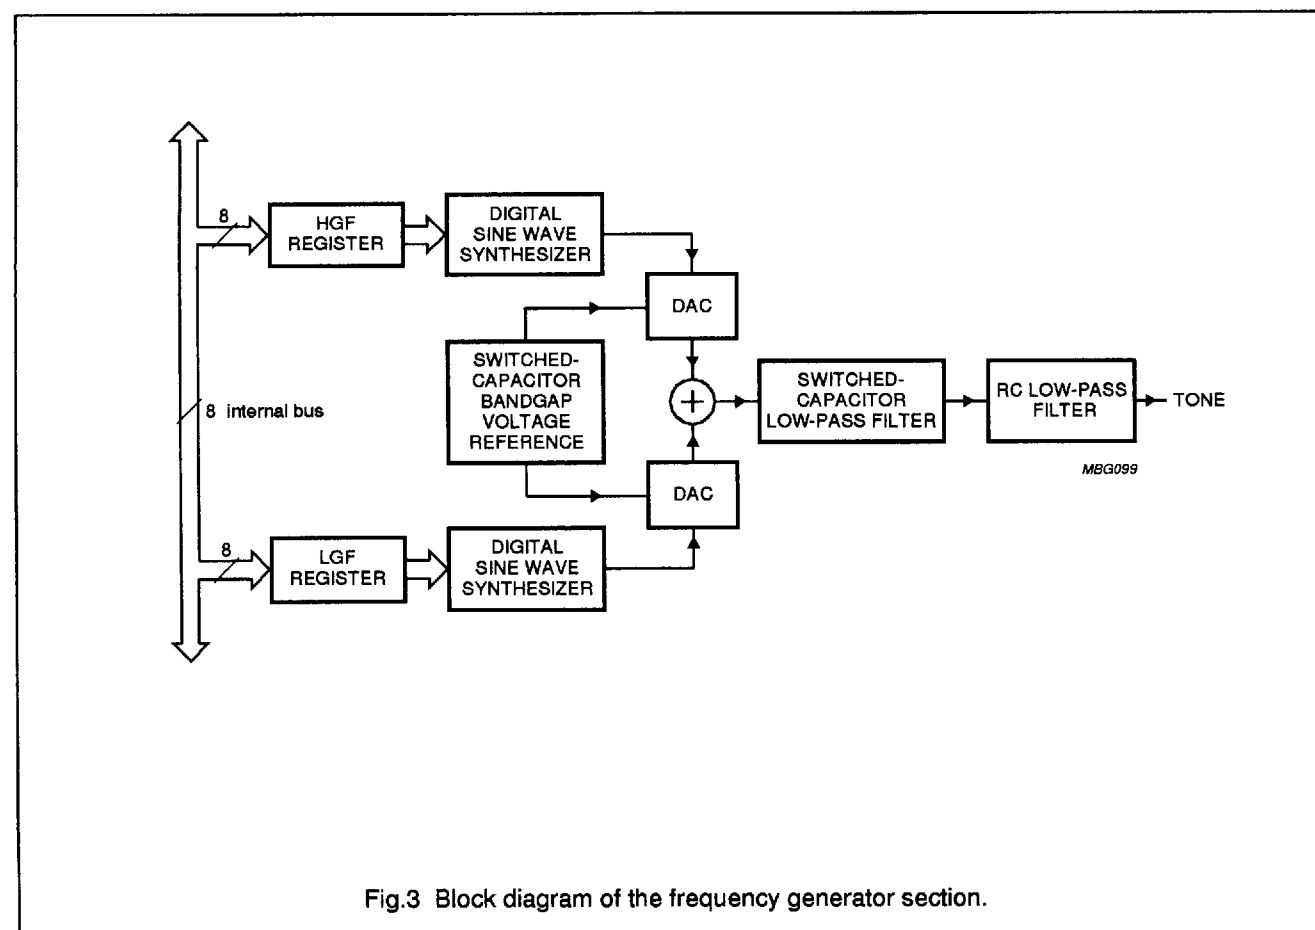 8
HGF
REGISTER
DIGITAL
SINE WAVE
SYNTHESIZER
DAC
SWITCHED-
CAPACITOR
BANDGAP
VOLTAGE
REFERENCE
+
SWITCHED-
CAPACITOR
LOW-PASS FILTER
RC LOW-PASS
FILTER
TONE
8 internal bus
MBG099
DAC
8
LGF
REGISTER
DIGITAL
SINE WAVE
SYNTHESIZER
Fig.3 Block diagram of the frequency generator section.